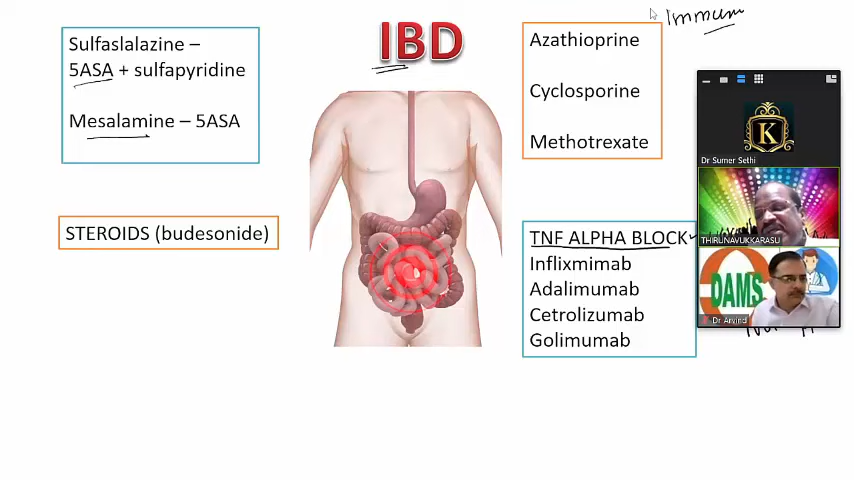 IBD
Sulfaslalazine –
5ASA + sulfapyridine
Mesalamine – 5ASA
STEROIDS (budesonide)
Immun
Azathioprine
Cyclosporine
Methotrexate
TNF ALPHA BLOCK
Inflixmimab
Adalimumab
Cetrolizumab
Golimumab
K
Dr Sumer Sethi
THIRUNAVUKKARASU
DAMS
Dr Arvind